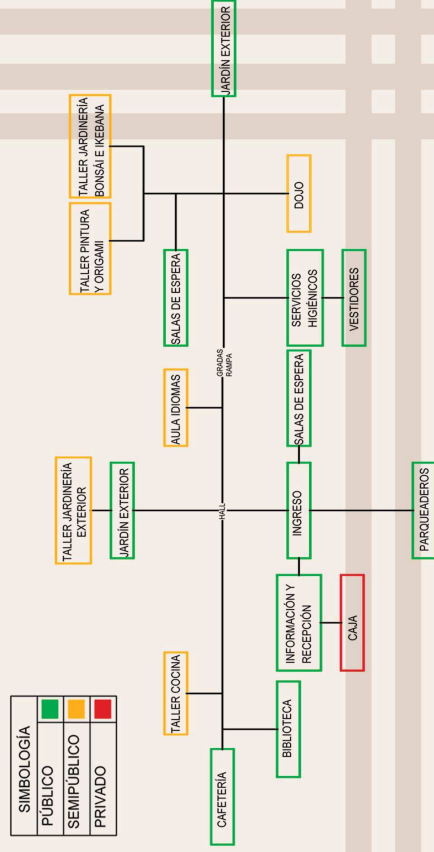 SIMBOLOGÍA
PÚBLICO
SEMIPÚBLICO
PRIVADO
TALLER JARDINERÍA
EXTERIOR
JARDÍN EXTERIOR
TALLER PINTURA
Y ORIGAMI
TALLER JARDINERÍA
BONSÁI E IKEBANA
TALLER COCINA
AULA IDIOMAS
SALAS DE ESPERA
CAFETERÍA
HALL
GRADAS
RAMPA
JARDÍN EXTERIOR
BIBLIOTECA
INFORMACIÓN Y
RECEPCIÓN
INGRESO
SALAS DE ESPERA
SERVICIOS
HIGIÉNICOS
DOJO
CAJA
VESTIDORES
PARQUEADEROS